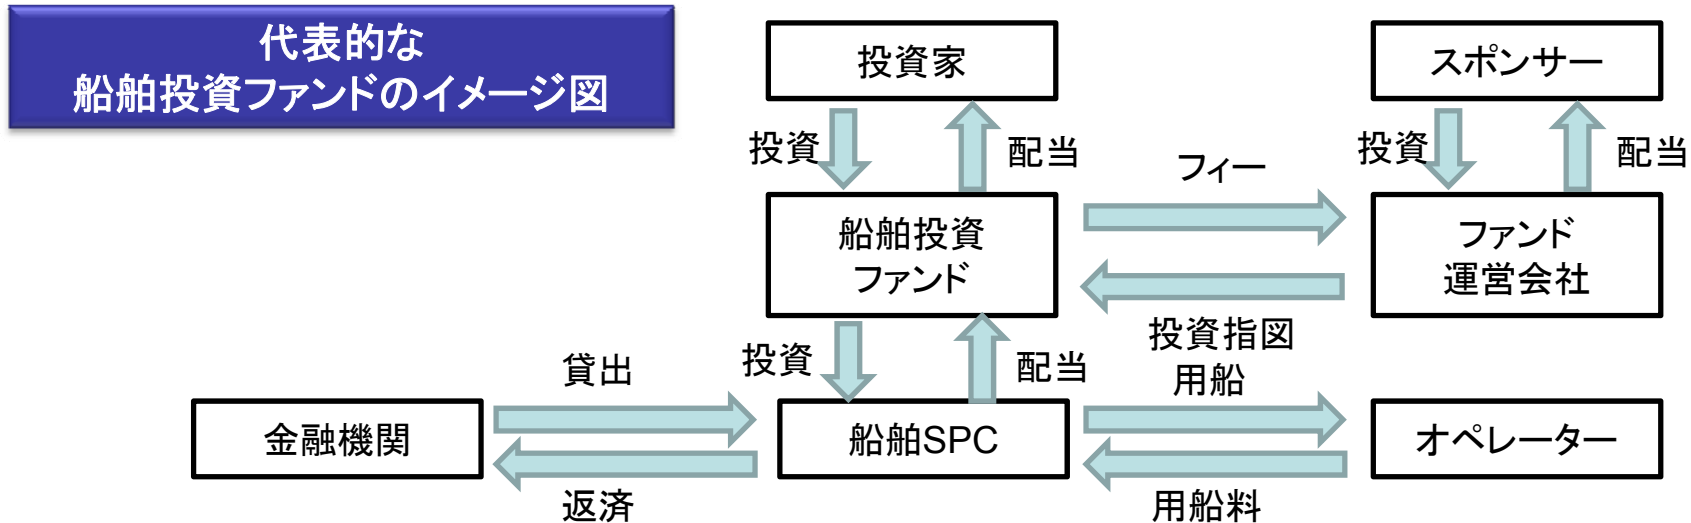 代表的な
船舶投資ファンドのイメージ図
投資家
スポンサー
投資
配当
フィー
投資
配当
船舶投資
ファンド
ファンド
運営会社
投資指図
投資
配当
貸出
用船
金融機関
船舶SPC
オペレーター
返済
用船料